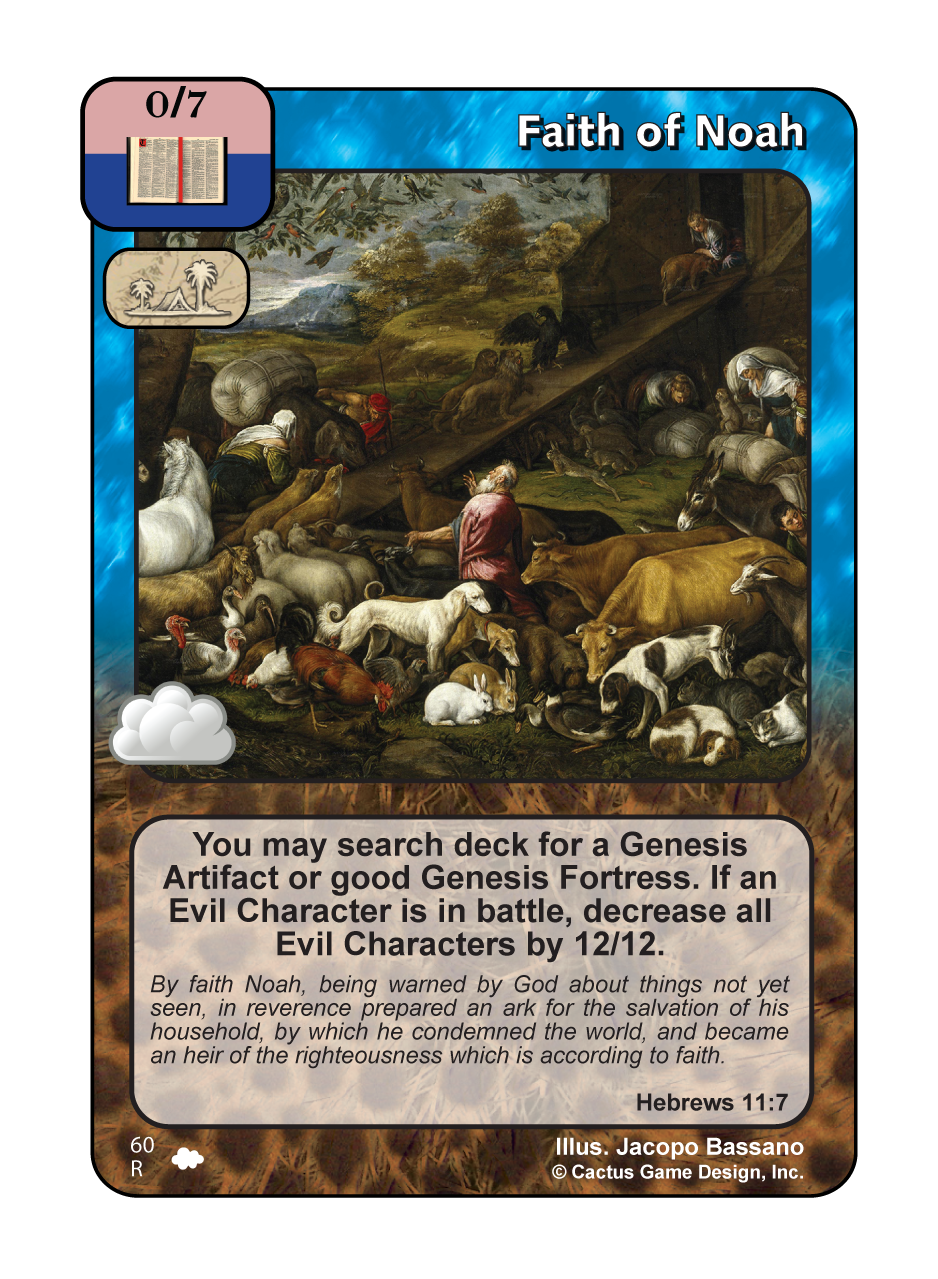 0/7
Faith of Noah
You may search deck for a Genesis
Artifact or good Genesis Fortress. If an
Evil Character is in battle, decrease all
Evil Characters by 12/12.
By faith Noah, being warned by God about things not yet
seen, in reverence prepared an ark for the salvation of his
household, by which he condemned the world, and became
an heir of the righteousness which is according to faith.
Hebrews 11:7
60
R
Illus. Jacopo Bassano
© Cactus Game Design, Inc.